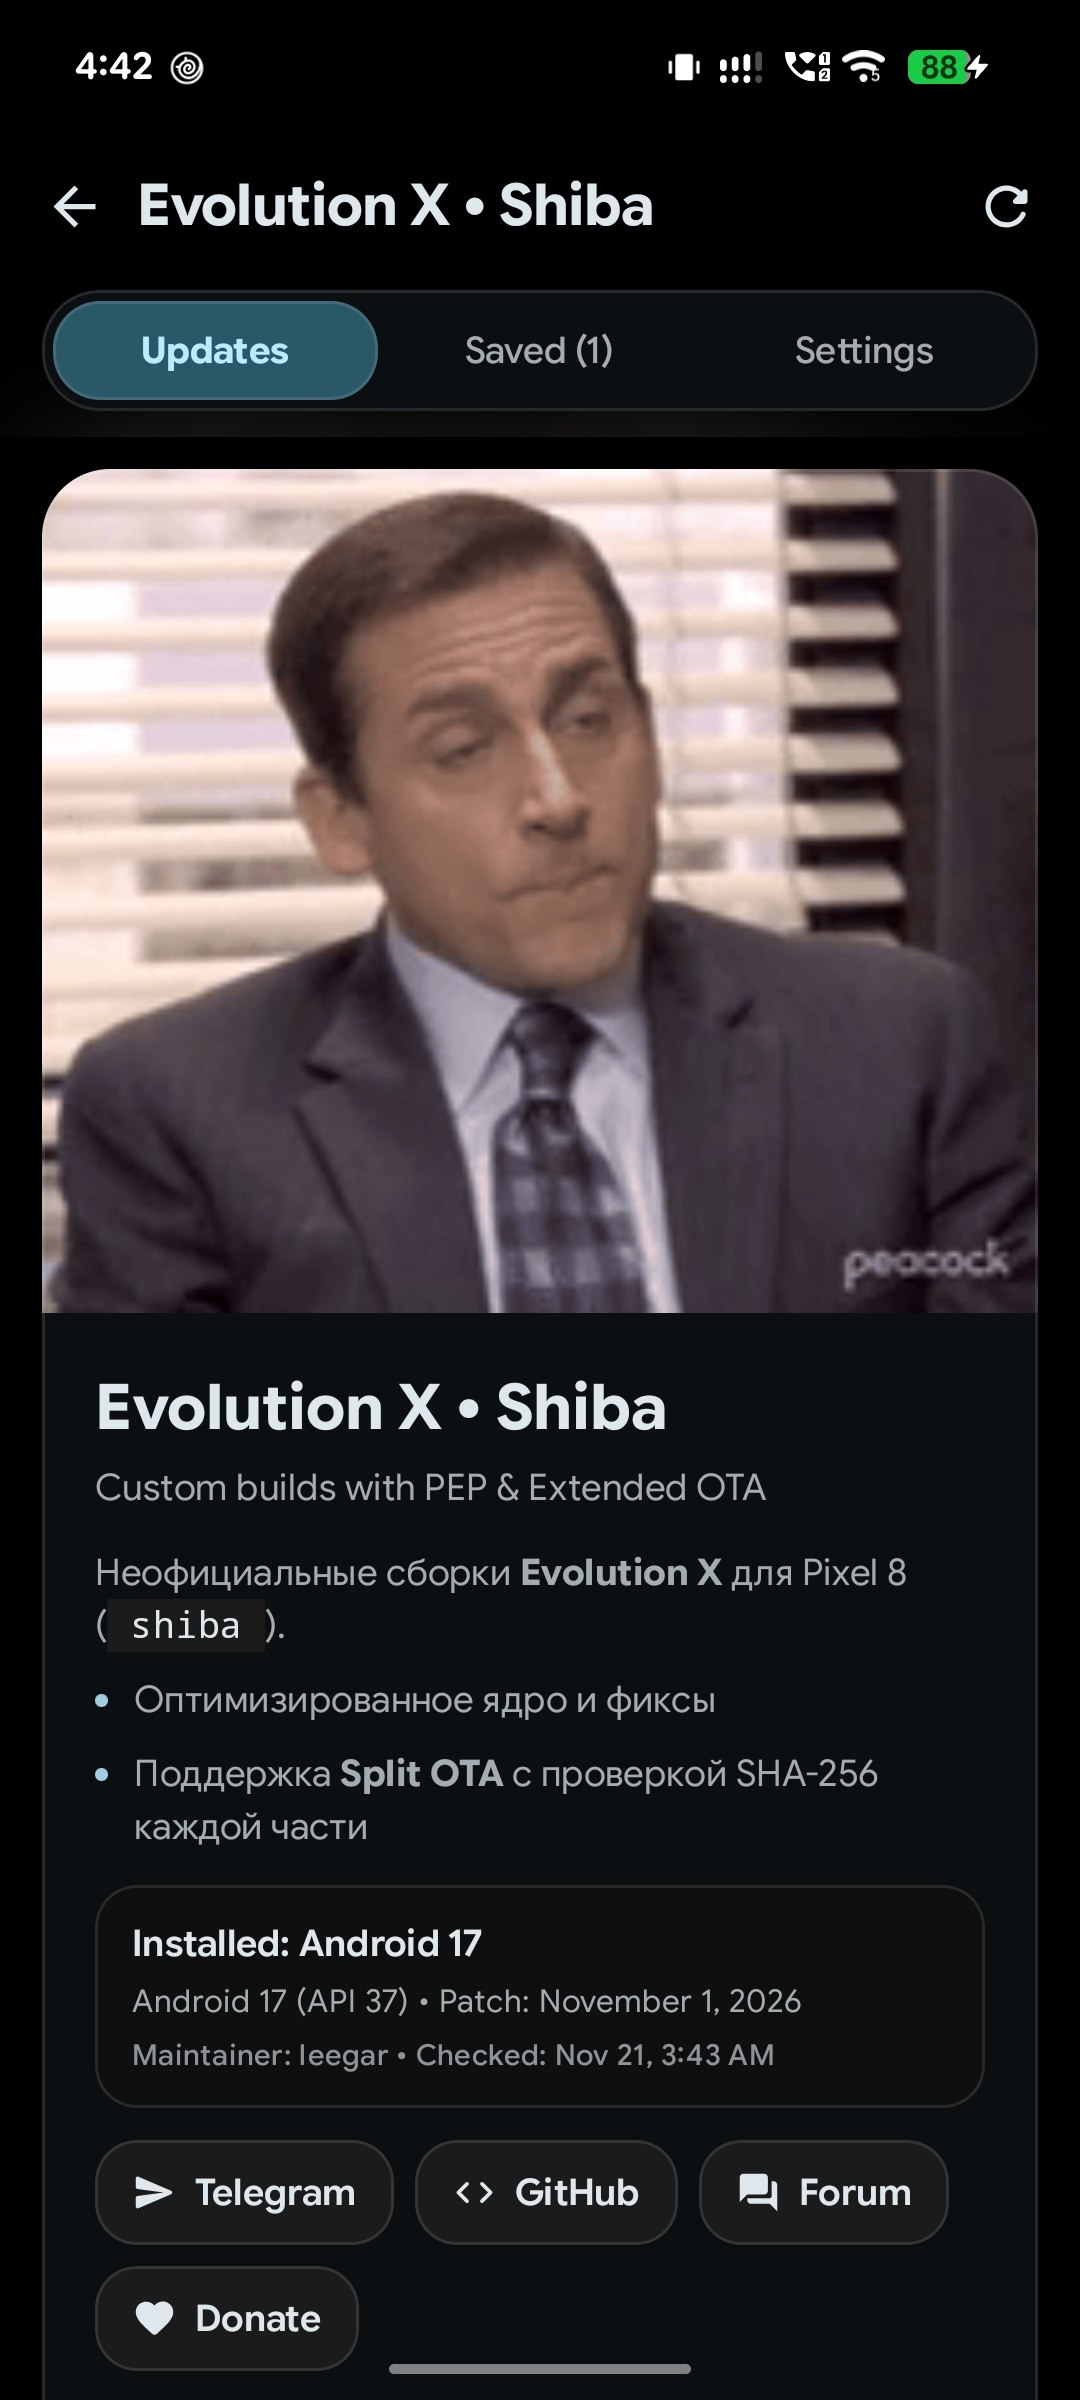 4:42
1
2
5
88
Evolution X • Shiba
Updates
Saved (1)
Settings
peacock
Evolution X • Shiba
Custom builds with PEP & Extended OTA
Неофициальные сборки Evolution X для Pixel 8
( shiba ).
• Оптимизированное ядро и фиксы
• Поддержка Split OTA с проверкой SHA-256
каждой части
Installed: Android 17
Android 17 (API 37) • Patch: November 1, 2026
Maintainer: leegar • Checked: Nov 21, 3:43 AM
Telegram
GitHub
Forum
Donate